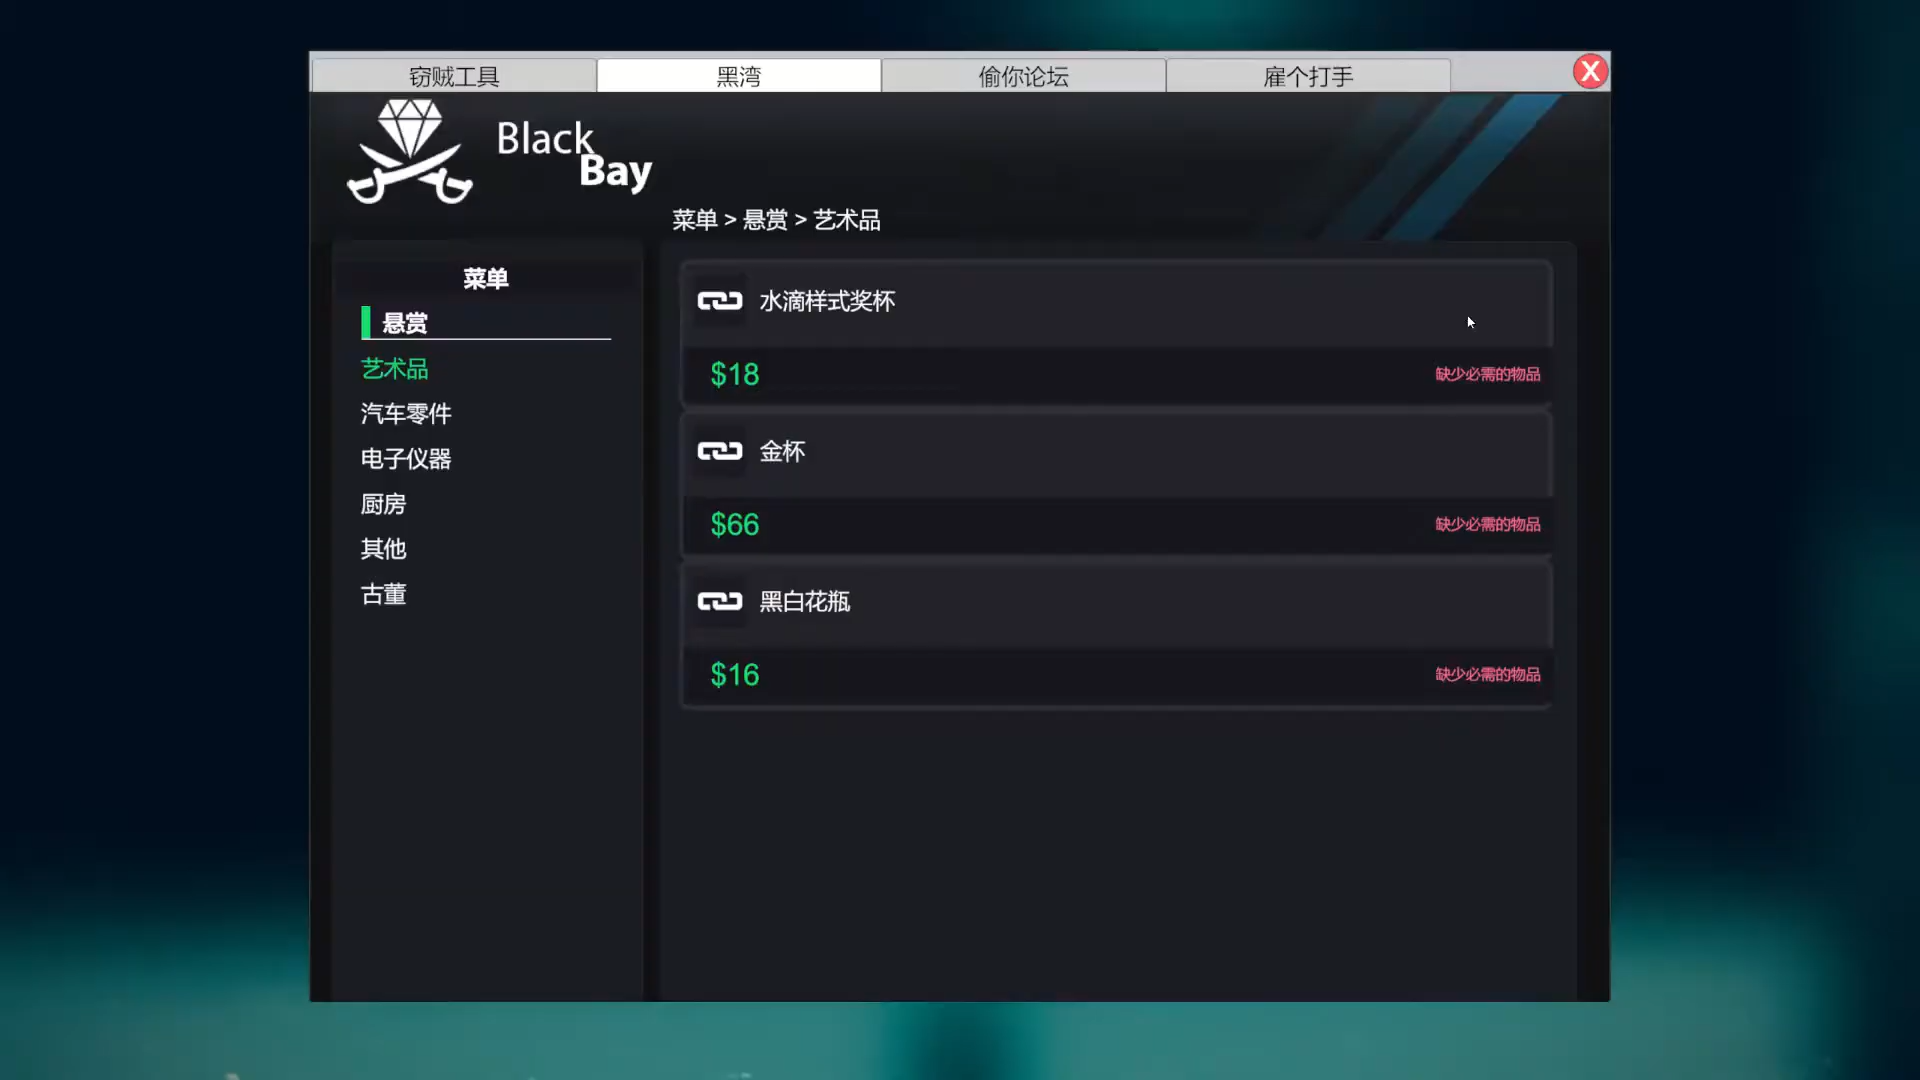 窃贼工具
黑湾
偷你论坛
雇个打手
X
Black
Bay
菜单 > 悬赏 > 艺术品
菜单
悬赏
艺术品
汽车零件
电子仪器
厨房
其他
古董
水滴样式奖杯
$18
缺少必需的物品
金杯
$66
缺少必需的物品
黑白花瓶
$16
缺少必需的物品